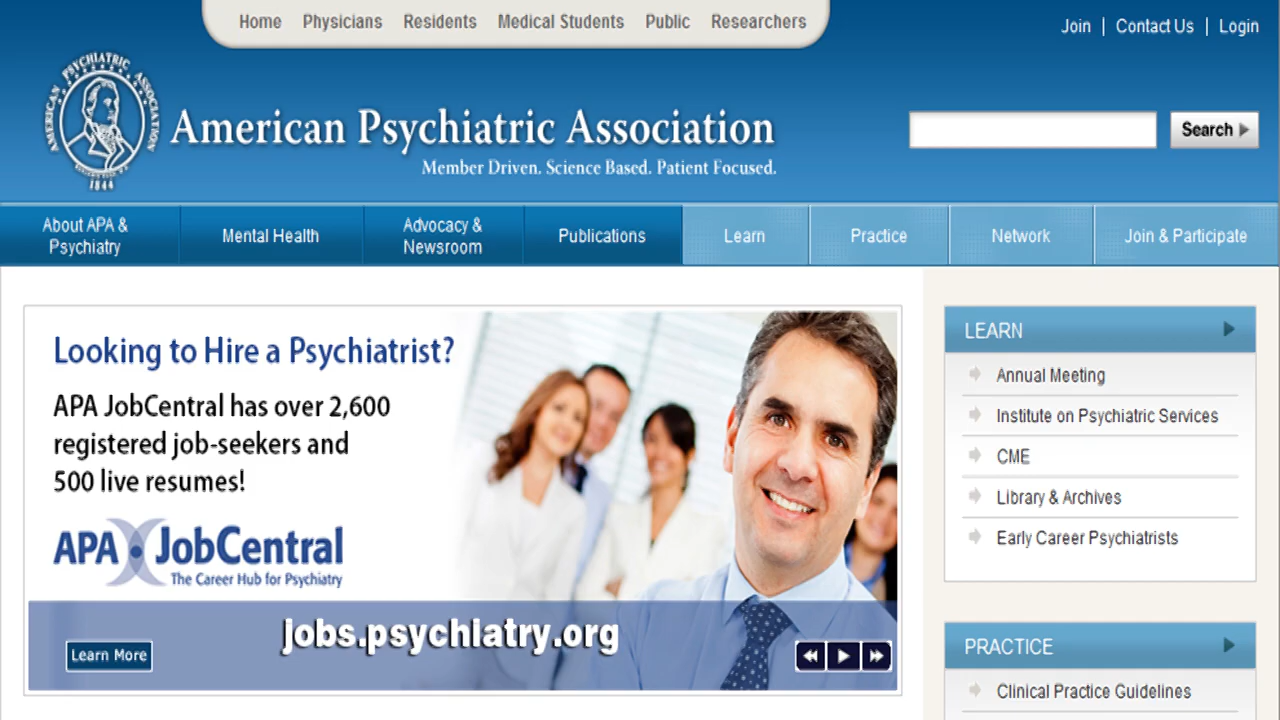 Home Physicians Residents Medical Students Public Researchers
Join | Contact Us | Login
AMERICAN PSYCHIATRIC ASSOCIATION
1844
American Psychiatric Association
Member Driven. Science Based. Patient Focused.
Search
About APA &
Psychiatry
Mental Health
Advocacy &
Newsroom
Publications
Learn
Practice
Network
Join & Participate
Looking to Hire a Psychiatrist?
APA JobCentral has over 2,600
registered job-seekers and
500 live resumes!
APA JobCentral
The Career Hub for Psychiatry
jobs.psychiatry.org
Learn More
LEARN
Annual Meeting
Institute on Psychiatric Services
CME
Library & Archives
Early Career Psychiatrists
PRACTICE
Clinical Practice Guidelines